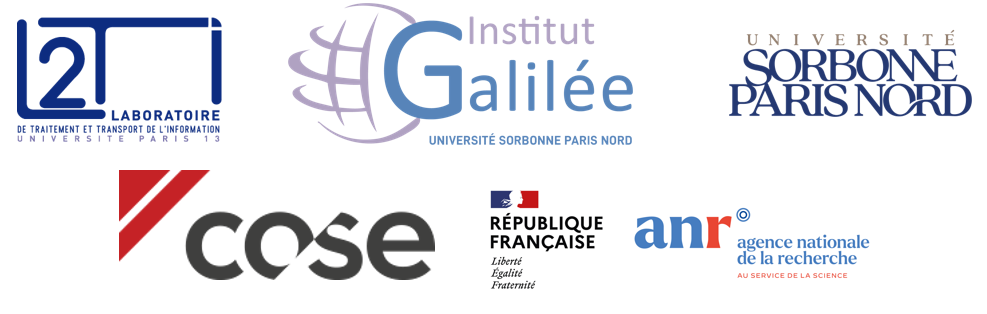 L2Ti
LABORATOIRE
DE TRAITEMENT ET TRANSPORT DE L'INFORMATION
UNIVERSITE PARIS 13
Institut
Galilée
UNIVERSITÉ SORBONNE PARIS NORD
UNIVERSITÉ
SORBONNE
PARIS NORD
cose
RÉPUBLIQUE
FRANÇAISE
Liberté
Égalité
Fraternité
anr
agence nationale
de la recherche
AU SERVICE DE LA SCIENCE